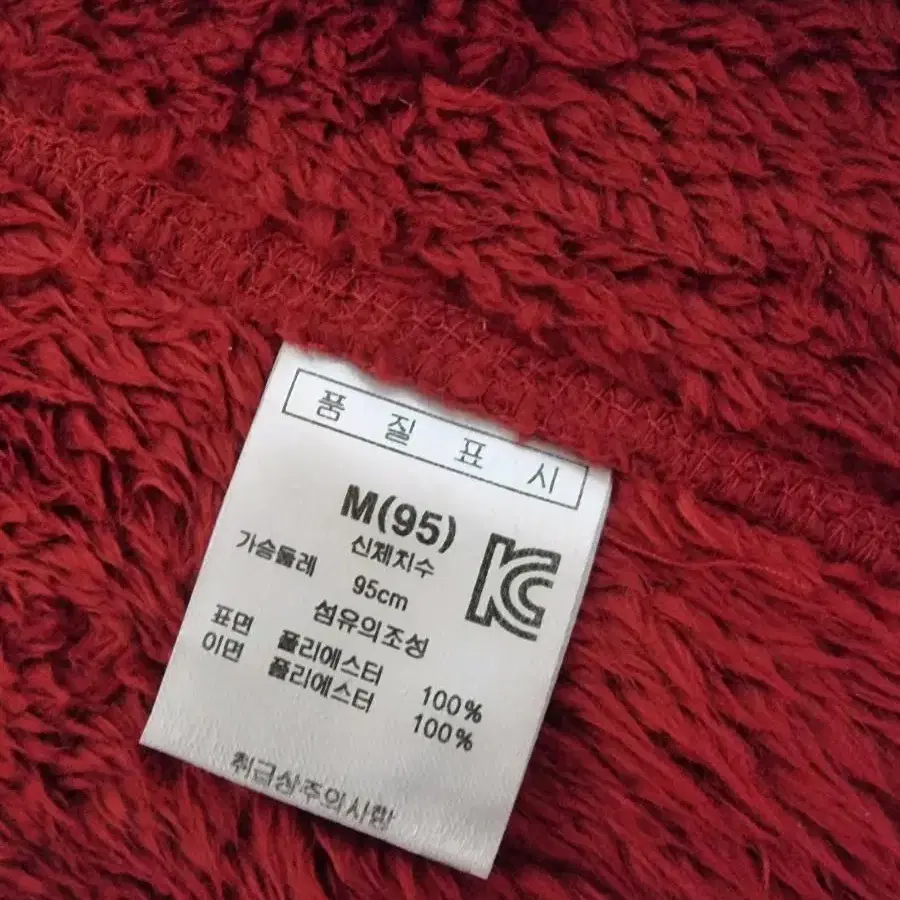 품 질 표 시
M(95)
신체치수
가슴둘레 95cm
섬유의조성
표면 폴리에스터 100%
이면 폴리에스터 100%
취급상주의사항
KC